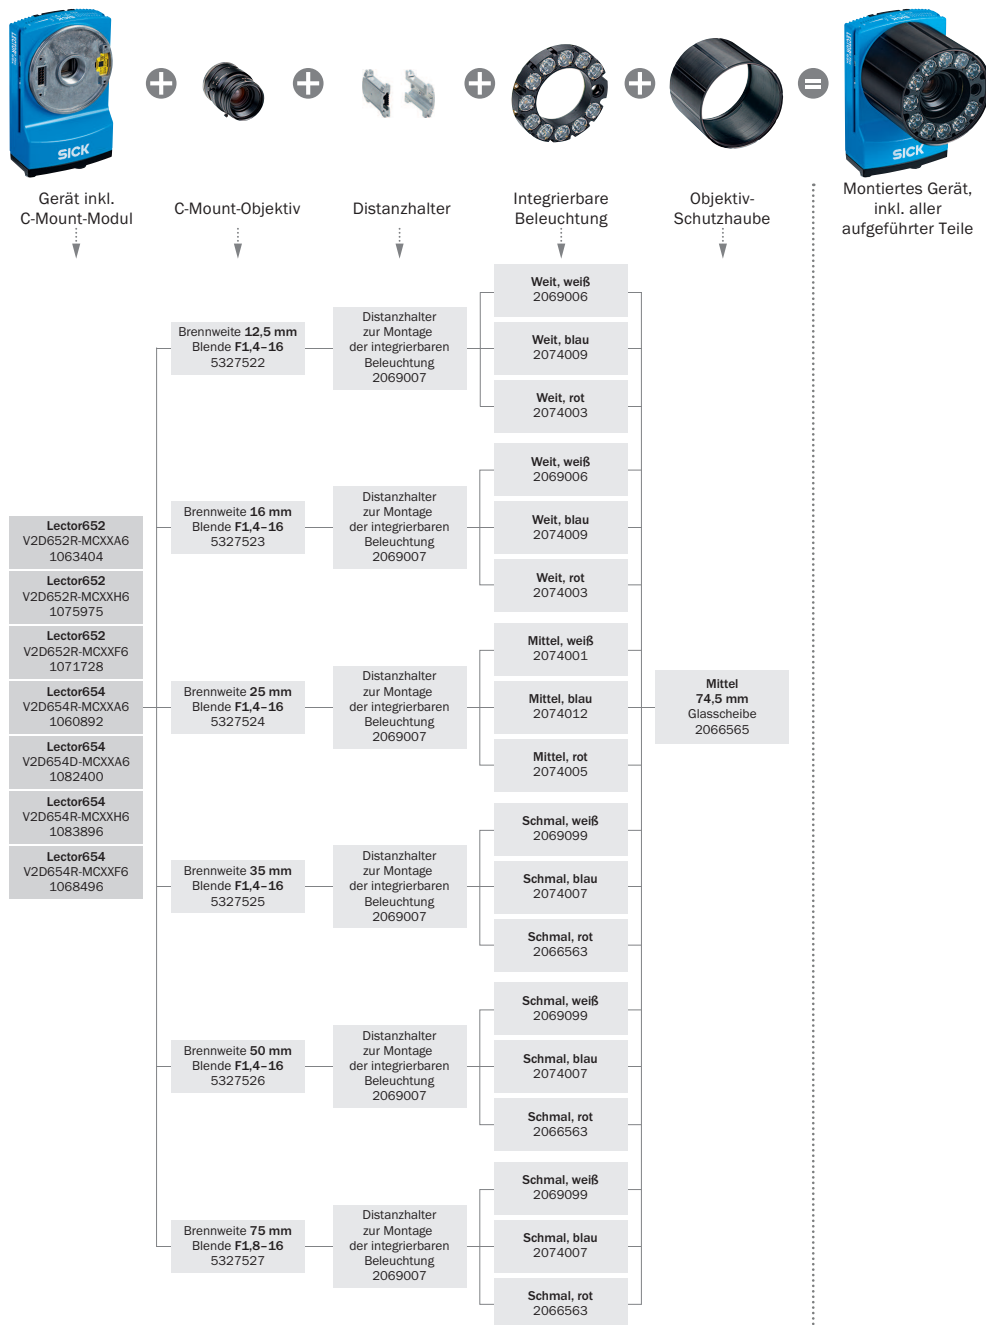 SICK
SICK
Gerät inkl.
C-Mount-Modul
C-Mount-Objektiv
Distanzhalter
Integrierbare
Beleuchtung
Objektiv-
Schutzhaube
Montiertes Gerät,
inkl. aller
aufgeführter Teile
Lector652
V2D652R-MCXXA6
1063404
Lector652
V2D652R-MCXXH6
1075975
Lector652
V2D652R-MCXXF6
1071728
Lector654
V2D654R-MCXXA6
1060892
Lector654
V2D654D-MCXXA6
1082400
Lector654
V2D654R-MCXXH6
1083896
Lector654
V2D654R-MCXXF6
1068496
Brennweite 12,5 mm
Blende F1,4–16
5327522
Distanzhalter
zur Montage
der integrierbaren
Beleuchtung
2069007
Weit, weiß
2069006
Weit, blau
2074009
Weit, rot
2074003
Brennweite 16 mm
Blende F1,4–16
5327523
Distanzhalter
zur Montage
der integrierbaren
Beleuchtung
2069007
Weit, weiß
2069006
Weit, blau
2074009
Weit, rot
2074003
Brennweite 25 mm
Blende F1,4–16
5327524
Distanzhalter
zur Montage
der integrierbaren
Beleuchtung
2069007
Mittel, weiß
2074001
Mittel, blau
2074012
Mittel, rot
2074005
Brennweite 35 mm
Blende F1,4–16
5327525
Distanzhalter
zur Montage
der integrierbaren
Beleuchtung
2069007
Schmal, weiß
2069099
Schmal, blau
2074007
Schmal, rot
2066563
Brennweite 50 mm
Blende F1,4–16
5327526
Distanzhalter
zur Montage
der integrierbaren
Beleuchtung
2069007
Schmal, weiß
2069099
Schmal, blau
2074007
Schmal, rot
2066563
Brennweite 75 mm
Blende F1,8–16
5327527
Distanzhalter
zur Montage
der integrierbaren
Beleuchtung
2069007
Schmal, weiß
2069099
Schmal, blau
2074007
Schmal, rot
2066563
Mittel
74,5 mm
Glasscheibe
2066565